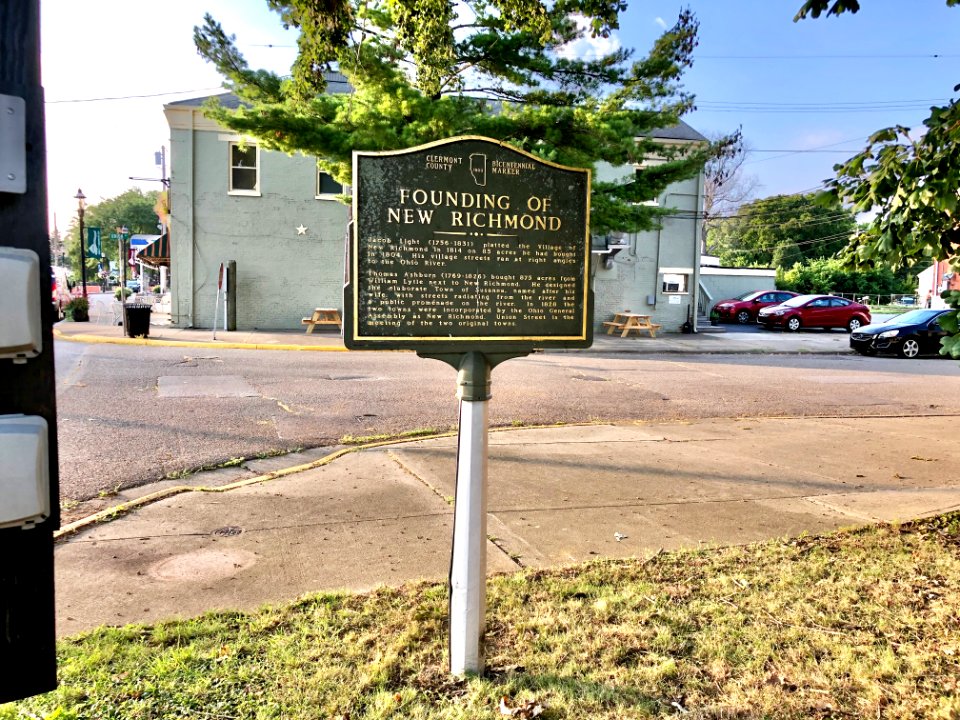 CLERMONT
COUNTY
1800
BICENTENNIAL
MARKER
FOUNDING OF
NEW RICHMOND
Jacob Light (1756-1831) platted the Village of
New Richmond in 1814 on 85 acres he had bought
in 1804. His village streets ran at right angles
to the Ohio River.
Thomas Ashburn (1769-1826) bought 875 acres from
William Lytle next to New Richmond. He designed
the elaborate Town of Susanna, named after his
wife, with streets radiating from the river and
a public promenade on the river. In 1828 the
two towns were incorporated by the Ohio General
Assembly as New Richmond. Union Street is the
meeting of the two original towns.